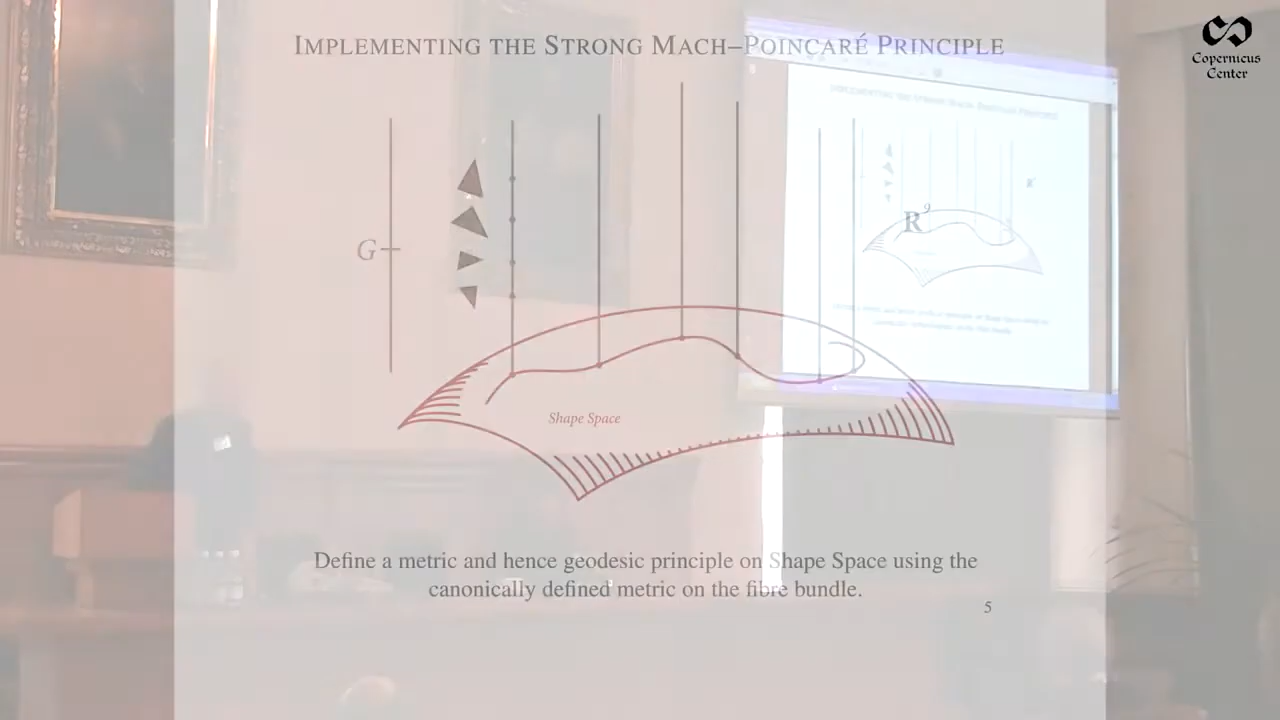 IMPLEMENTING THE STRONG MACH–POINCARÉ PRINCIPLE
Copernicus
Center
G
R⁹
Shape Space
Define a metric and hence geodesic principle on Shape Space using the
canonically defined metric on the fibre bundle.
5